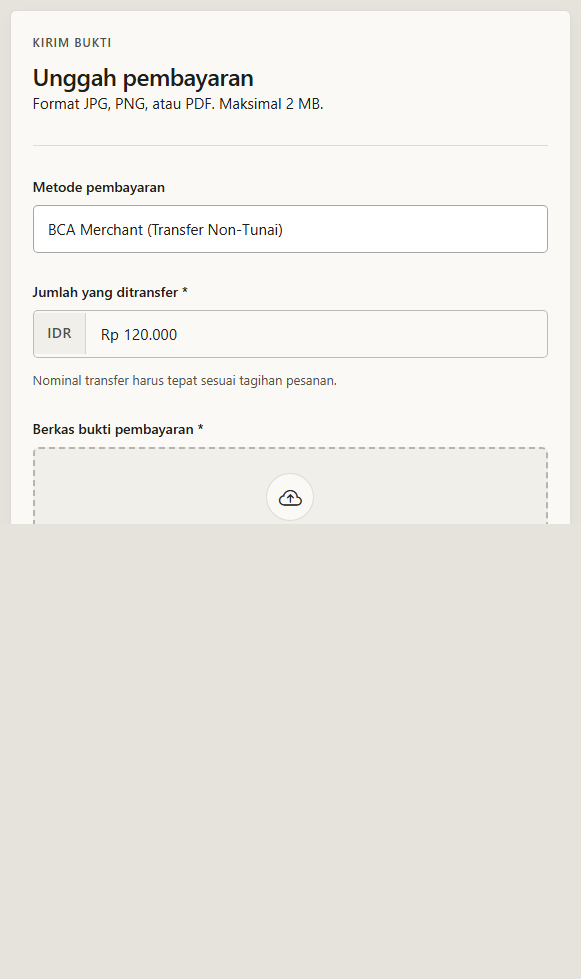 KIRIM BUKTI
Unggah pembayaran
Format JPG, PNG, atau PDF. Maksimal 2 MB.
Metode pembayaran
BCA Merchant (Transfer Non-Tunai)
Jumlah yang ditransfer *
IDR Rp 120.000
Nominal transfer harus tepat sesuai tagihan pesanan.
Berkas bukti pembayaran *